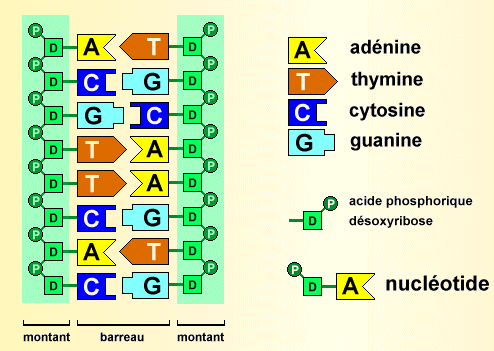 P P
D A T D
P P
D C G D
P P
D G C D
P P
D T A D
P P
D T A D
P P
D C G D
P P
D A T D
P P
D C G D
montant barreau montant
A adénine
T thymine
C cytosine
G guanine
P acide phosphorique
D désoxyribose
P
D A nucléotide